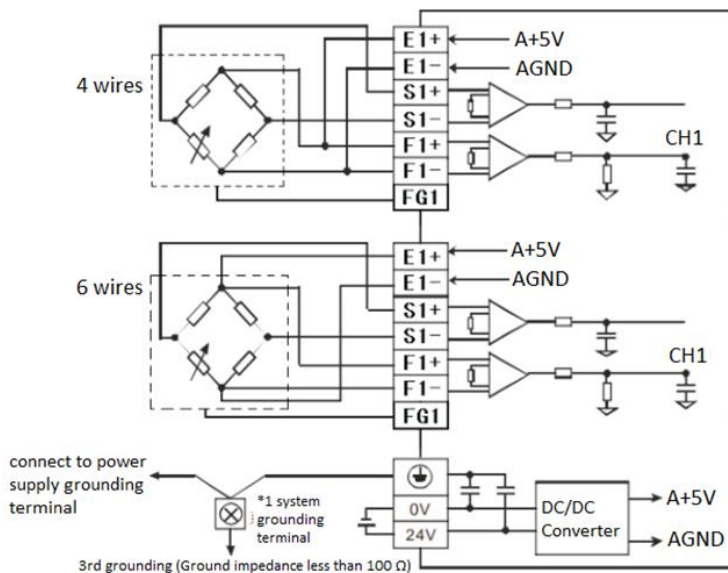 4 wires
E1+
E1-
S1+
S1-
F1+
F1-
FG1
A+5V
AGND
CH1
6 wires
E1+
E1-
S1+
S1-
F1+
F1-
FG1
A+5V
AGND
CH1
connect to power
supply grounding
terminal
*1 system
grounding
terminal
3rd grounding (Ground impedance less than 100 Ω)
0V
24V
DC/DC
Converter
A+5V
AGND